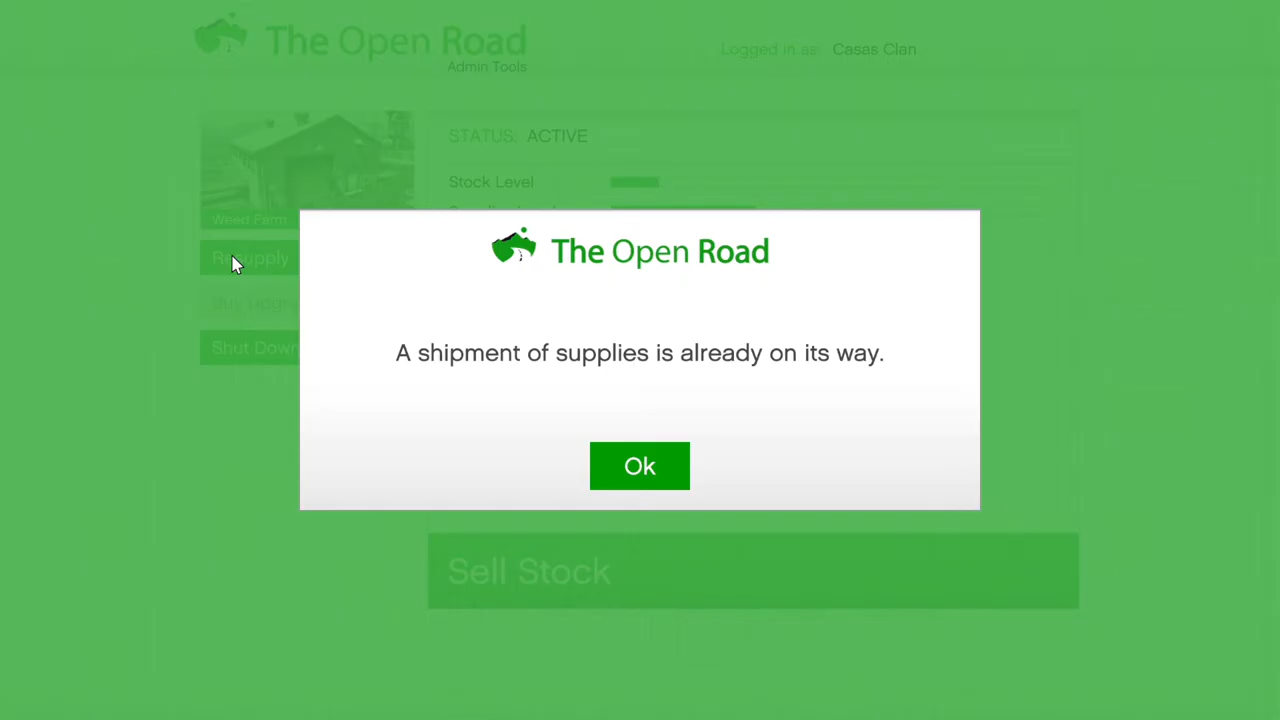 The Open Road
Admin Tools
Logged in as: Casas Clan
STATUS: ACTIVE
Stock Level
Weed Farm
Resupply
Shut Down
The Open Road
A shipment of supplies is already on its way.
Ok
Sell Stock